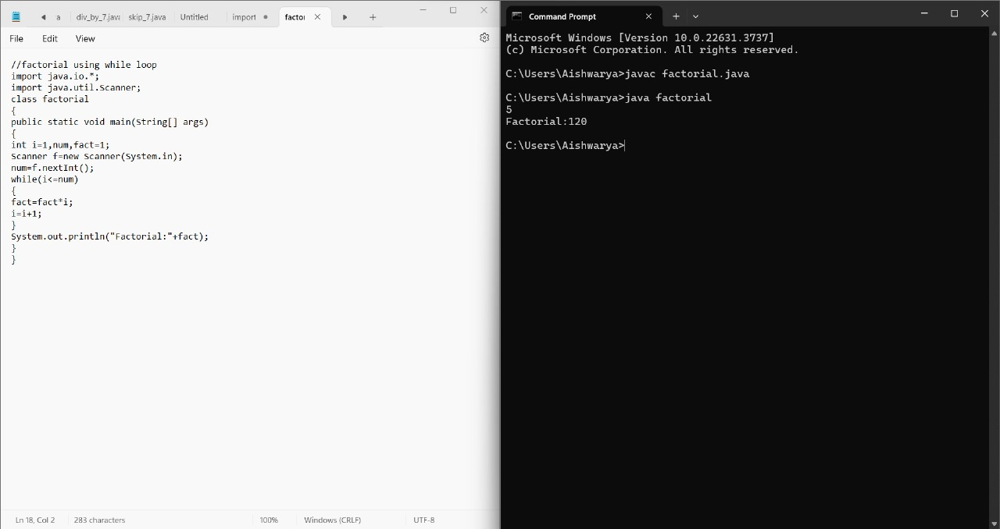 a div_by_7.java skip_7.java Untitled import factor
File Edit View
//factorial using while loop
import java.io.*;
import java.util.Scanner;
class factorial
{
public static void main(String[] args)
{
int i=1,num,fact=1;
Scanner f=new Scanner(System.in);
num=f.nextInt();
while(i<=num)
{
fact=fact*i;
i=i+1;
}
System.out.println("Factorial:"+fact);
}
}
Ln 18, Col 2 283 characters 100% Windows (CRLF) UTF-8
Command Prompt
Microsoft Windows [Version 10.0.22631.3737]
(c) Microsoft Corporation. All rights reserved.
C:\Users\Aishwarya>javac factorial.java
C:\Users\Aishwarya>java factorial
5
Factorial:120
C:\Users\Aishwarya>